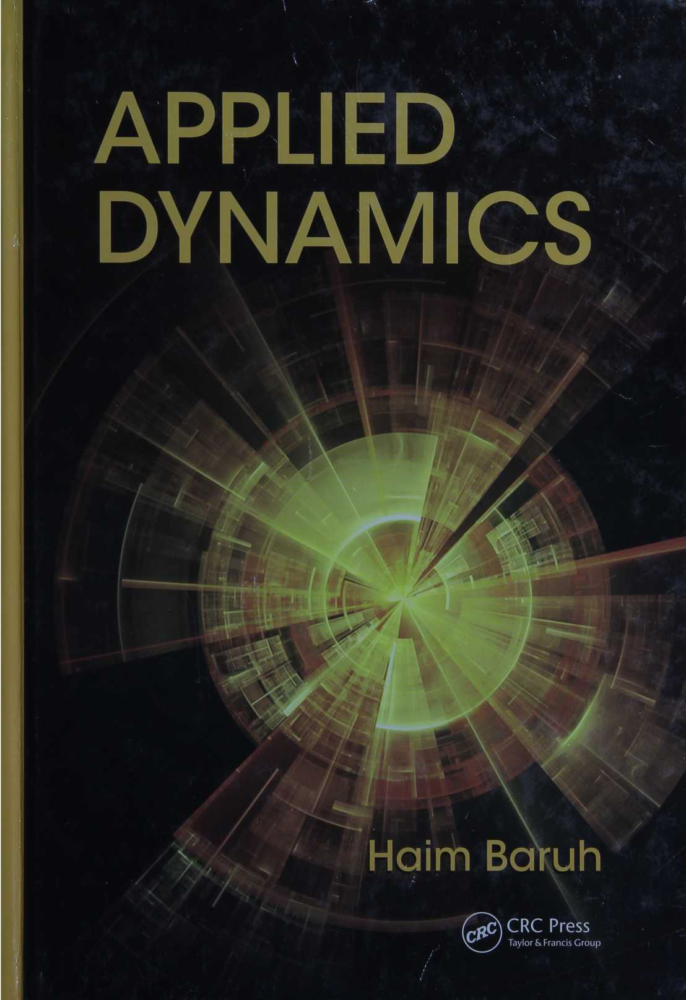 APPLIED
DYNAMICS
Haim Baruh
CRC
CRC Press
Taylor & Francis Group